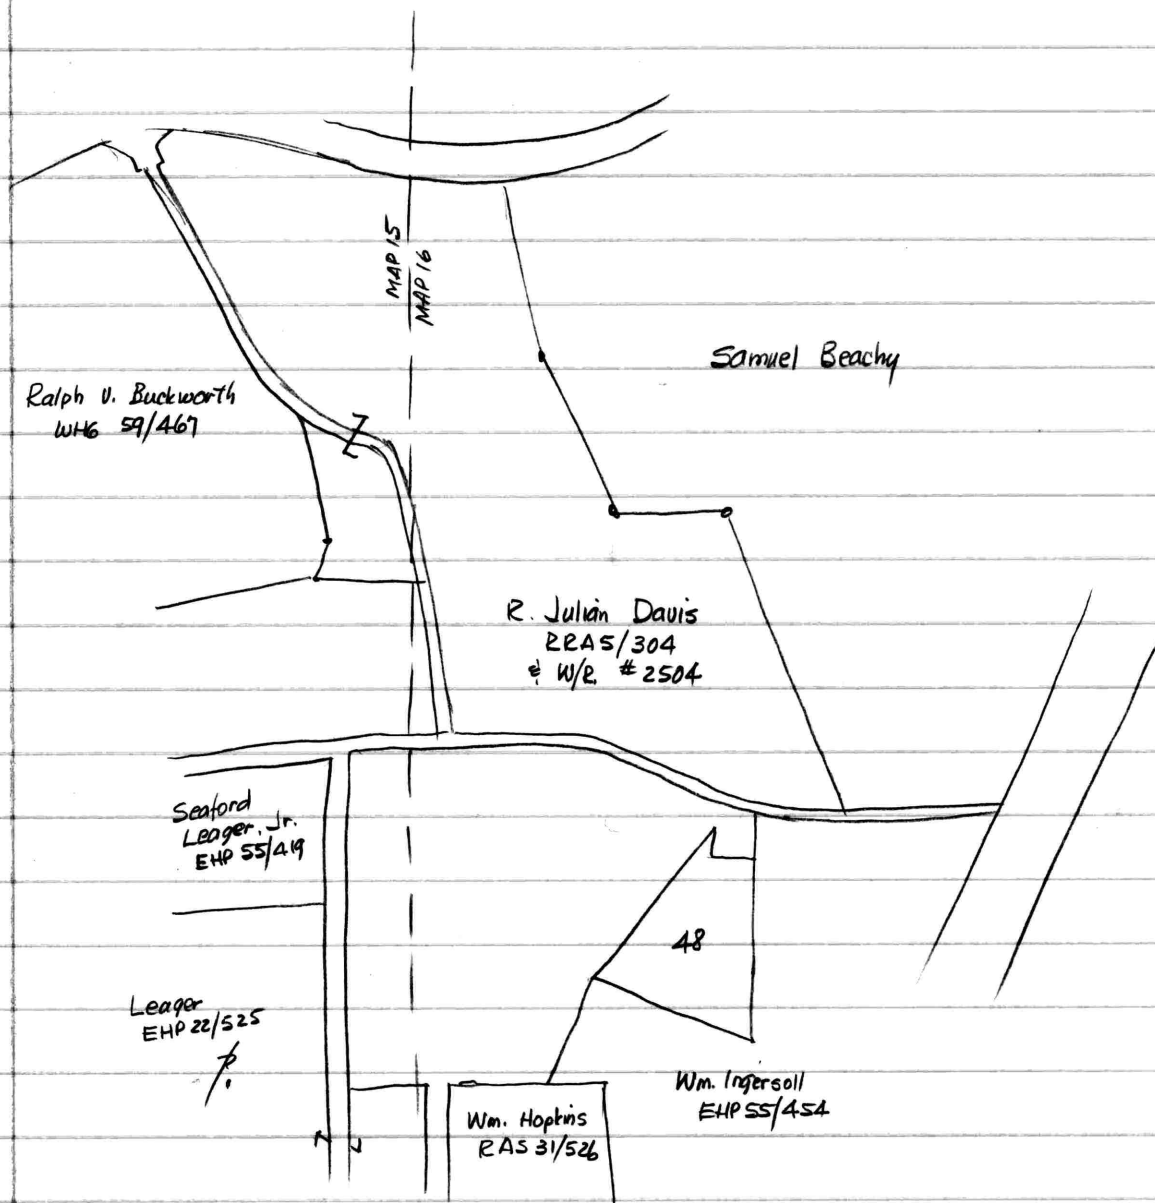 MAP 15
MAP 16
Samuel Beachy
Ralph V. Buckworth
WHG 59/467
R. Julian Davis
RRA5/304
& W/R. # 2504
Seaford
Leager, Jr.
EHP 55/419
48
Leager
EHP 22/525
Wm. Ingersoll
EHP 55/454
Wm. Hopkins
RAS 31/526